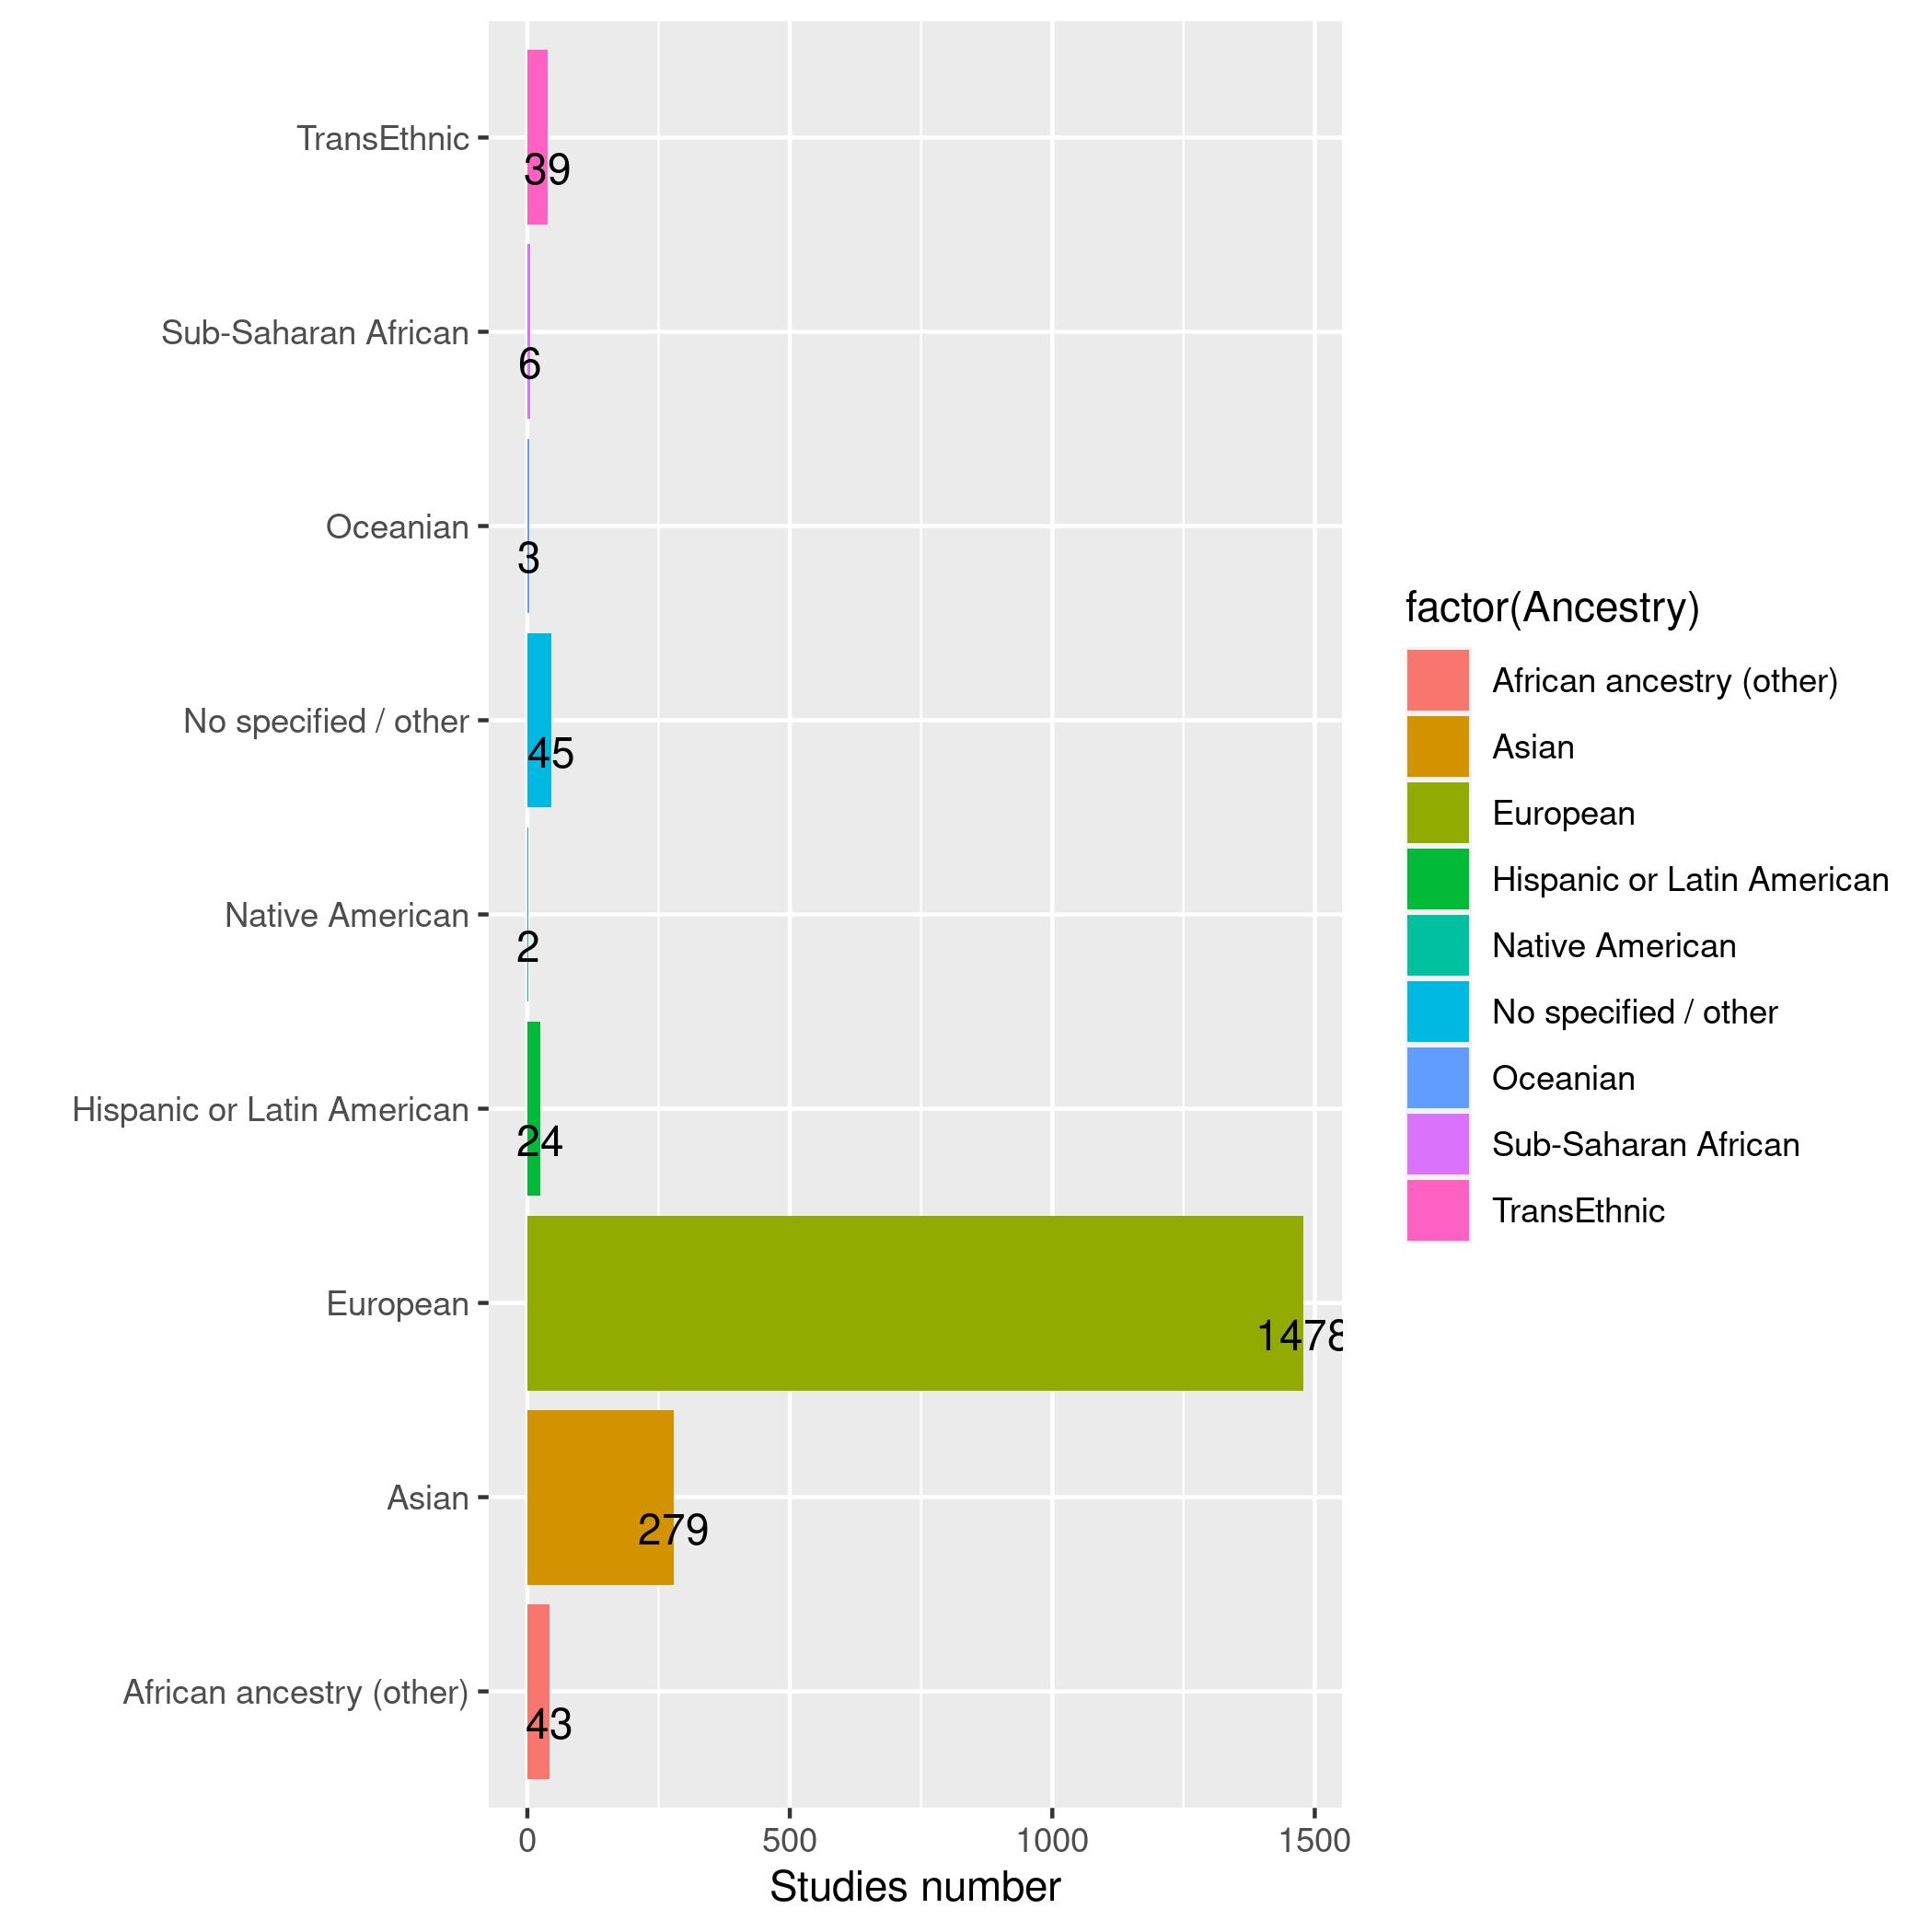 TransEthnic
39
Sub-Saharan African
6
Oceanian
3
No specified / other
45
Native American
2
Hispanic or Latin American
24
European
1478
Asian
279
African ancestry (other)
43
0 500 1000 1500
Studies number
factor(Ancestry)
African ancestry (other)
Asian
European
Hispanic or Latin American
Native American
No specified / other
Oceanian
Sub-Saharan African
TransEthnic